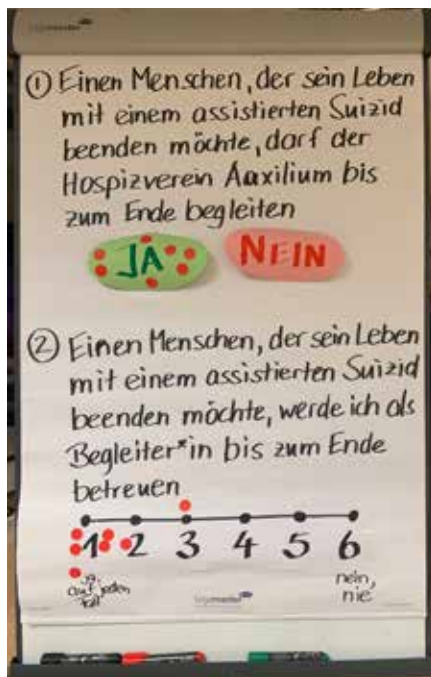 ① Einen Menschen, der sein Leben
mit einem assistierten Suizid
beenden möchte, darf der
Hospizverein Auxilium bis
zum Ende begleiten
JA NEIN
② Einen Menschen, der sein Leben
mit einem assistierten Suizid
beenden möchte, werde ich als
Begleiter*in bis zum Ende
betreuen
1 2 3 4 5 6
ja,
auf jeden
Fall
nein,
nie